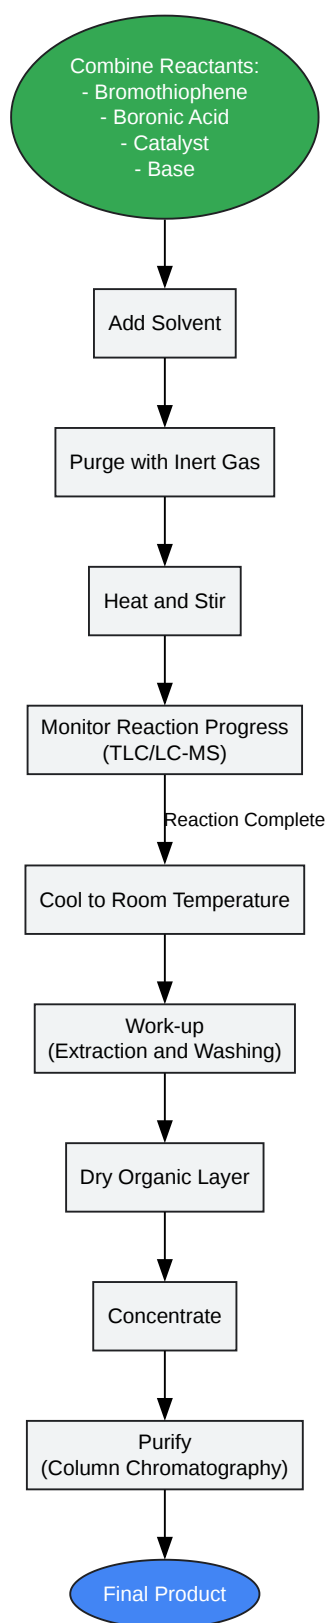 Combine Reactants:
- Bromothiophene
- Boronic Acid
- Catalyst
- Base
Add Solvent
Purge with Inert Gas
Heat and Stir
Monitor Reaction Progress
(TLC/LC-MS)
Reaction Complete
Cool to Room Temperature
Work-up
(Extraction and Washing)
Dry Organic Layer
Concentrate
Purify
(Column Chromatography)
Final Product